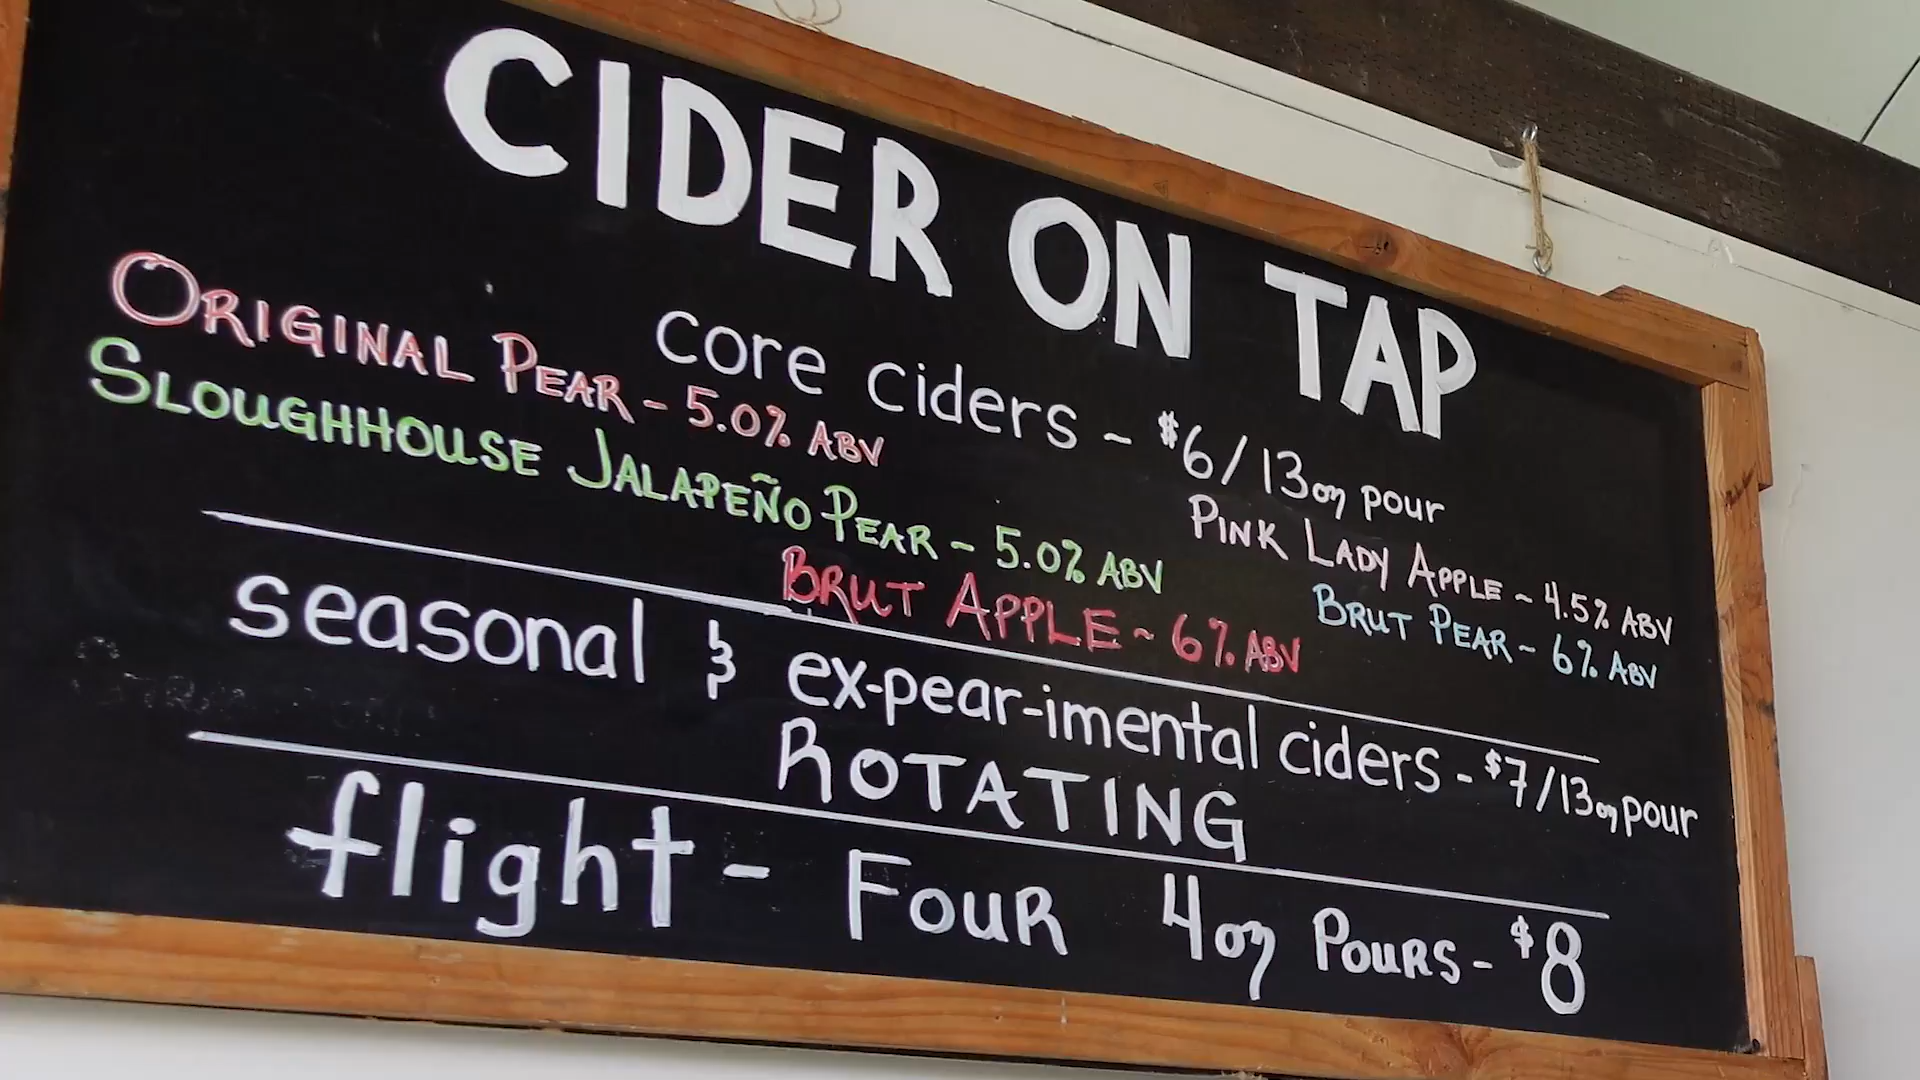 CIDER ON TAP
core ciders - $6/13oz pour
ORIGINAL PEAR - 5.0% ABV
PINK LADY APPLE ~ 4.5% ABV
SLOUGHHOUSE JALAPEÑO PEAR - 5.0% ABV
BRUT PEAR ~ 6% ABV
BRUT APPLE ~ 6% ABV
seasonal & ex-pear-imental ciders - $7/13oz pour
ROTATING
flight - FOUR 4oz POURS - $8